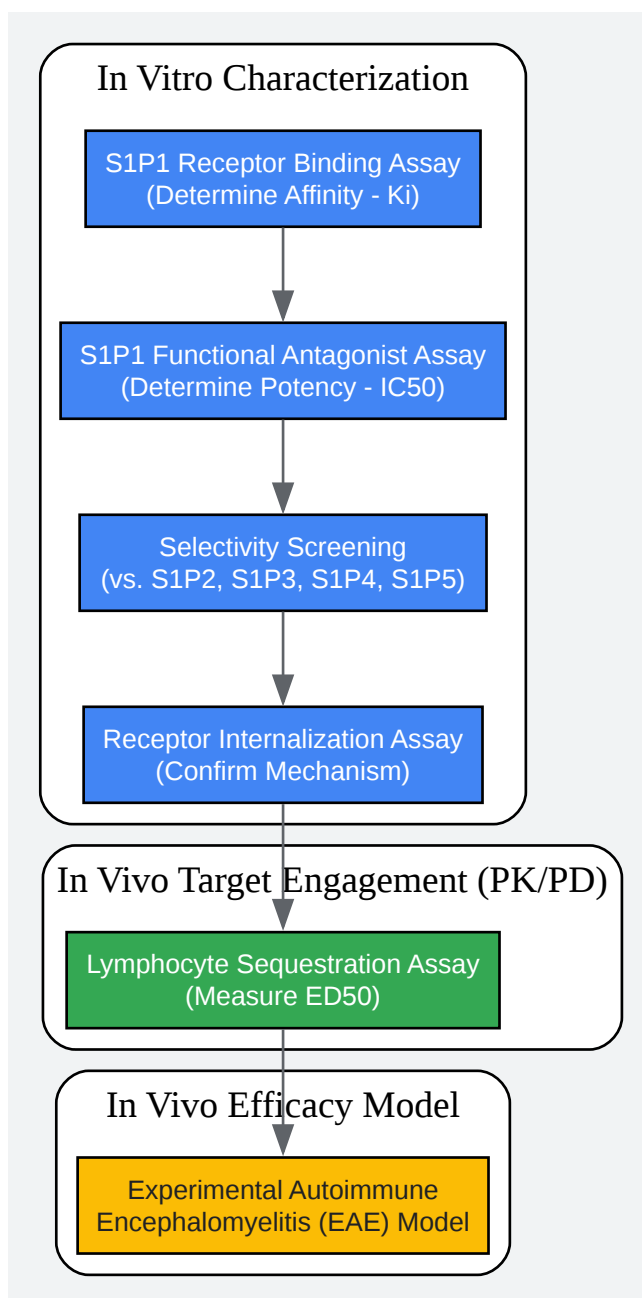 In Vitro Characterization
S1P1 Receptor Binding Assay
(Determine Affinity - Ki)
S1P1 Functional Antagonist Assay
(Determine Potency - IC50)
Selectivity Screening
(vs. S1P2, S1P3, S1P4, S1P5)
Receptor Internalization Assay
(Confirm Mechanism)
In Vivo Target Engagement (PK/PD)
Lymphocyte Sequestration Assay
(Measure ED50)
In Vivo Efficacy Model
Experimental Autoimmune
Encephalomyelitis (EAE) Model